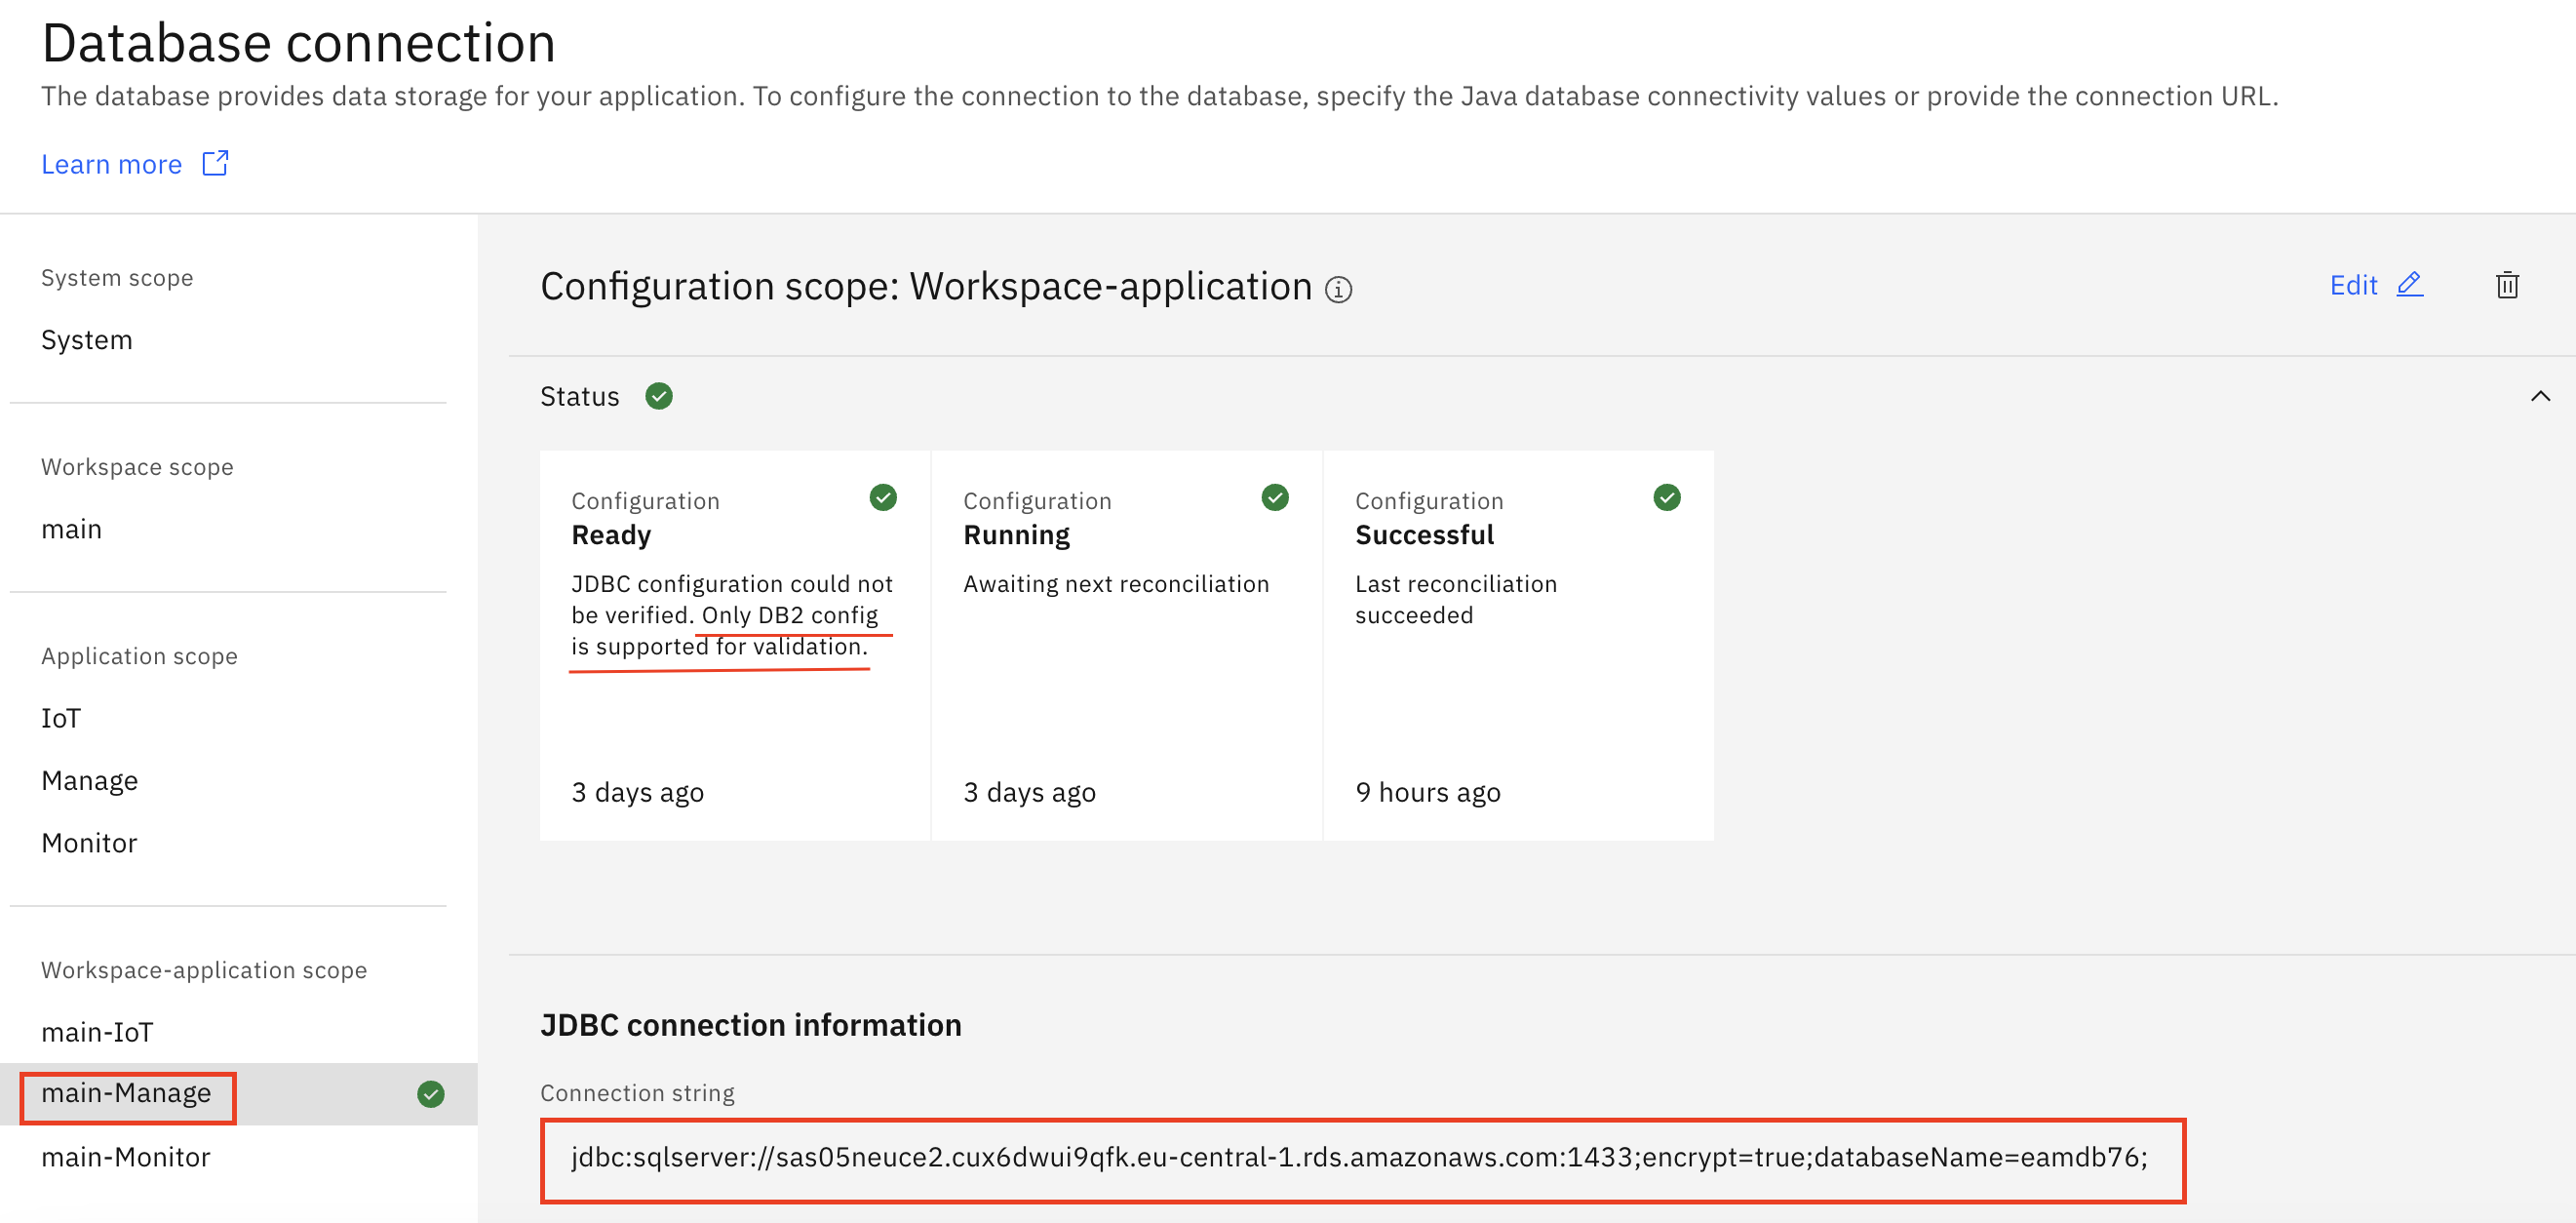 Database connection
The database provides data storage for your application. To configure the connection to the database, specify the Java database connectivity values or provide the connection URL.
Learn more
System scope
System
Workspace scope
main
Application scope
IoT
Manage
Monitor
Workspace-application scope
main-IoT
main-Manage
main-Monitor
Configuration scope: Workspace-application
Edit
Status
Configuration
Ready
JDBC configuration could not
be verified. Only DB2 config
is supported for validation.
3 days ago
Configuration
Running
Awaiting next reconciliation
3 days ago
Configuration
Successful
Last reconciliation
succeeded
9 hours ago
JDBC connection information
Connection string
jdbc:sqlserver://sas05neuce2.cux6dwui9qfk.eu-central-1.rds.amazonaws.com:1433;encrypt=true;databaseName=eamdb76;